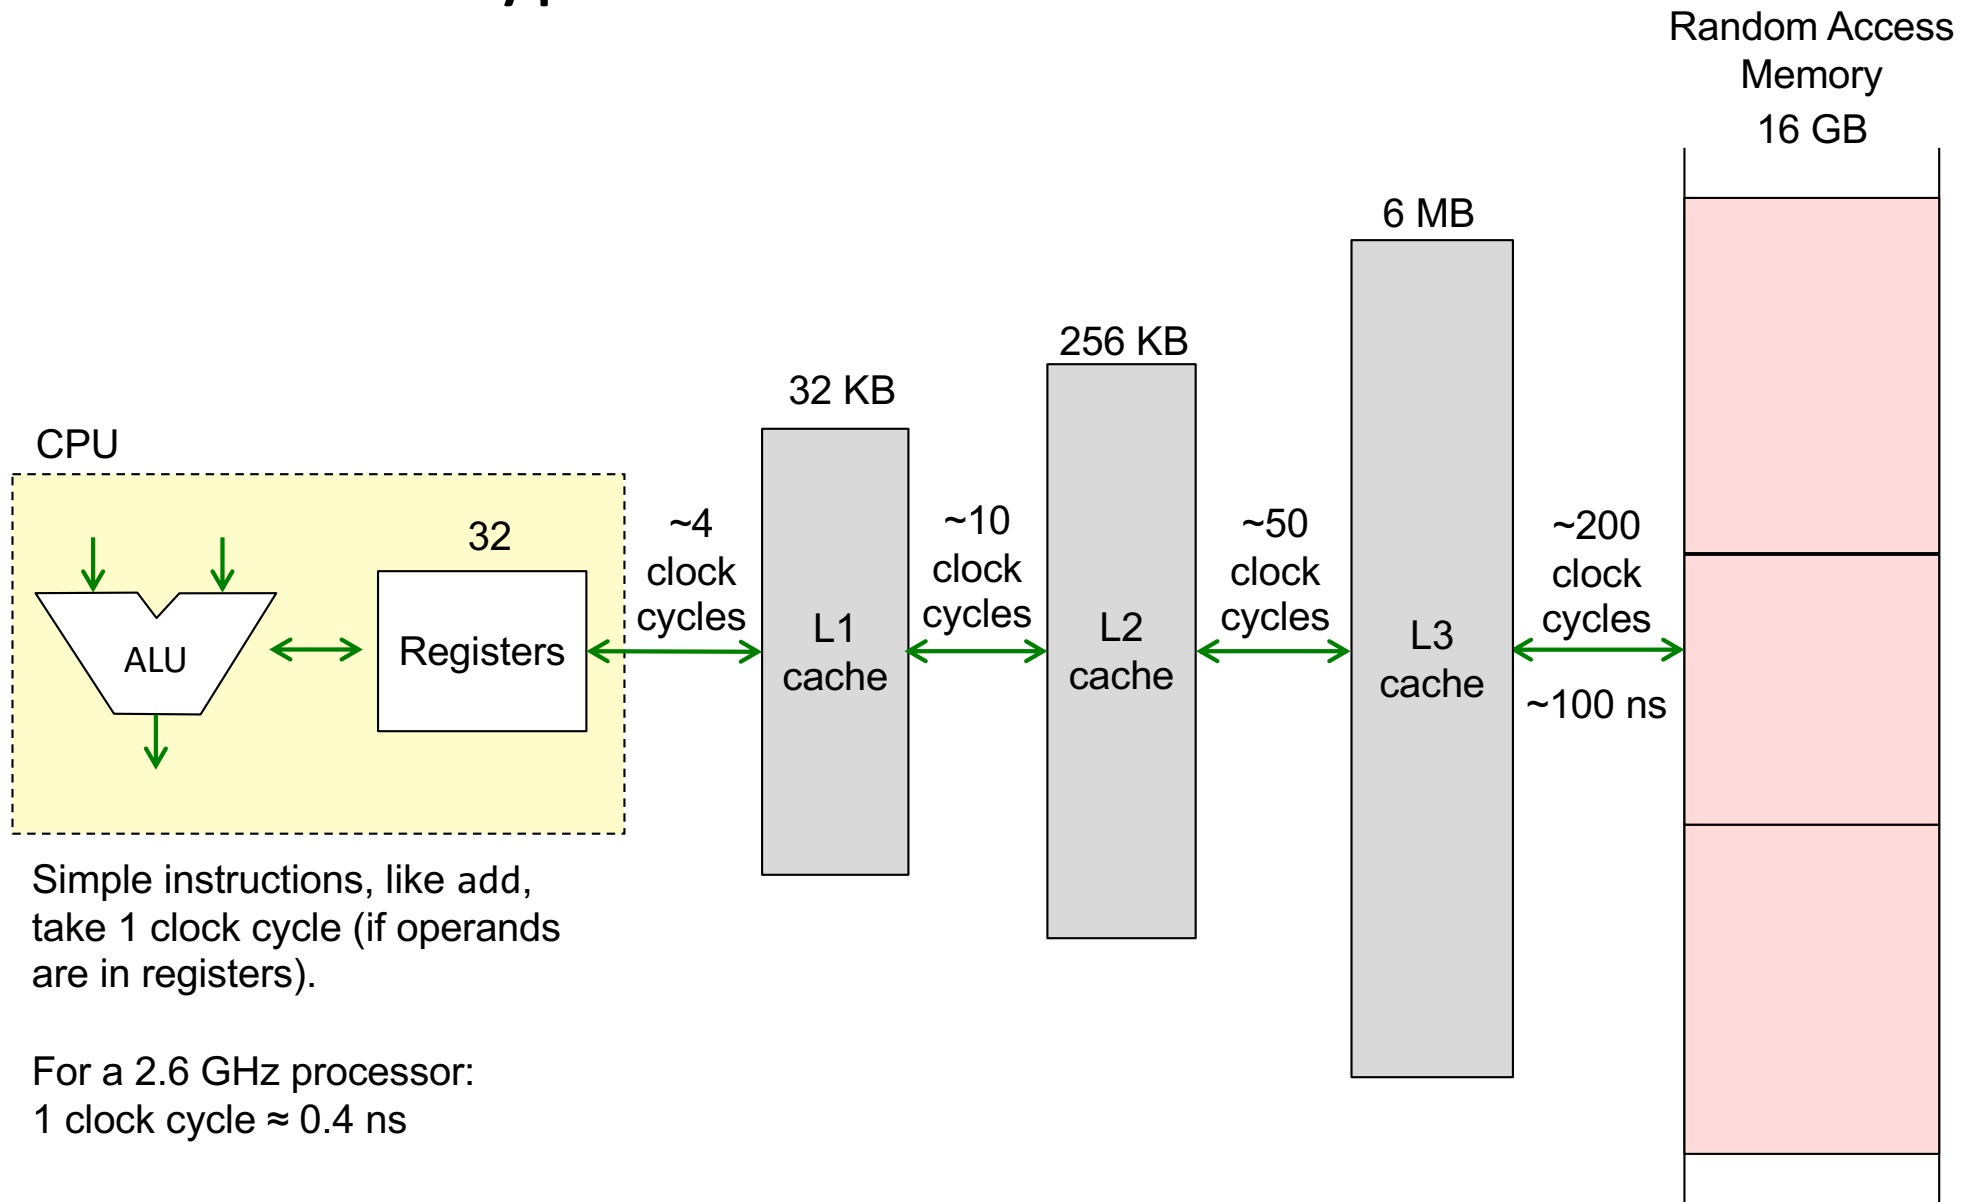 Random Access
Memory
16 GB
6 MB
256 KB
32 KB
CPU
32
~4
clock
cycles
~10
clock
cycles
~50
clock
cycles
~200
clock
cycles
ALU
Registers
L1
cache
L2
cache
L3
cache
~100 ns
Simple instructions, like add,
take 1 clock cycle (if operands
are in registers).
For a 2.6 GHz processor:
1 clock cycle ≈ 0.4 ns